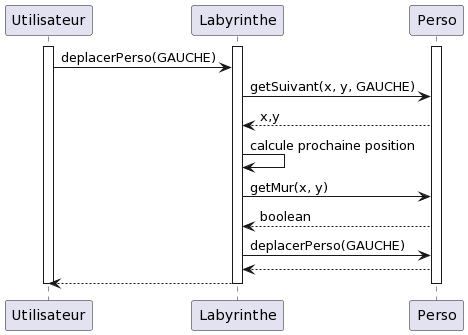 Utilisateur
Labyrinthe
Perso
deplacerPerso(GAUCHE)
getSuivant(x, y, GAUCHE)
x,y
calcule prochaine position
getMur(x, y)
boolean
deplacerPerso(GAUCHE)
Utilisateur
Labyrinthe
Perso